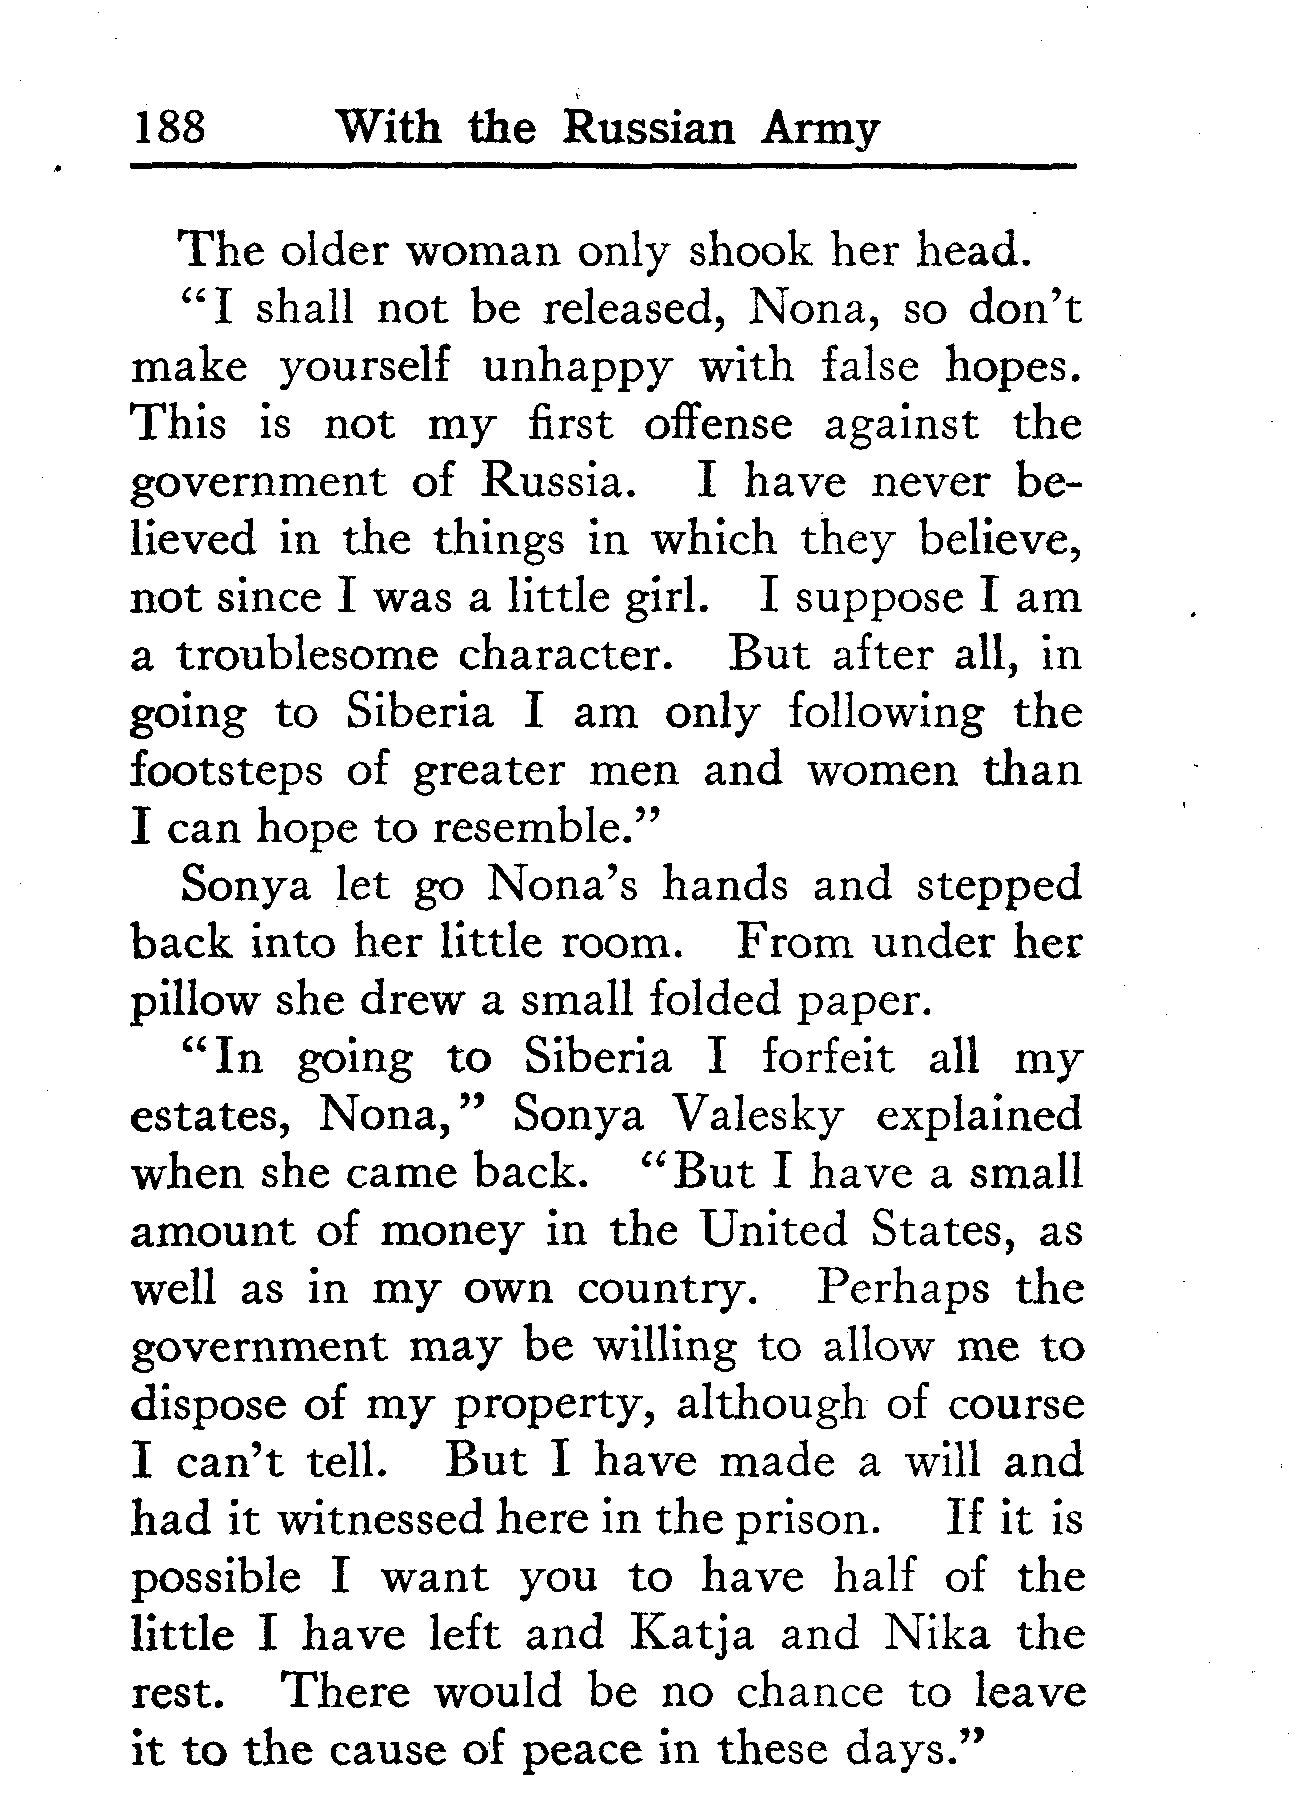 188 With the Russian Army
The older woman only shook her head.
“I shall not be released, Nona, so don’t
make yourself unhappy with false hopes.
This is not my first offense against the
government of Russia. I have never be-
lieved in the things in which they believe,
not since I was a little girl. I suppose I am
a troublesome character. But after all, in
going to Siberia I am only following the
footsteps of greater men and women than
I can hope to resemble.”
Sonya let go Nona’s hands and stepped
back into her little room. From under her
pillow she drew a small folded paper.
“In going to Siberia I forfeit all my
estates, Nona,” Sonya Valesky explained
when she came back. “But I have a small
amount of money in the United States, as
well as in my own country. Perhaps the
government may be willing to allow me to
dispose of my property, although of course
I can’t tell. But I have made a will and
had it witnessed here in the prison. If it is
possible I want you to have half of the
little I have left and Katja and Nika the
rest. There would be no chance to leave
it to the cause of peace in these days.”